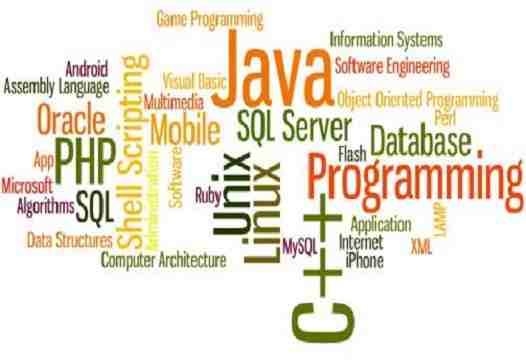 Game Programming
Java
Information Systems
Software Engineering
Android
Assembly Language
Visual Basic
Multimedia
Object Oriented Programming
Perl
Oracle
Mobile
SQL Server
Database
Shell Scripting
App
PHP
Flash
Programming
Microsoft
Algorithms
SQL
Administration
Software
Ruby
Unix
Linux
Data Structures
Computer Architecture
MySQL
C++
Application
Internet
iPhone
LAMP
XML